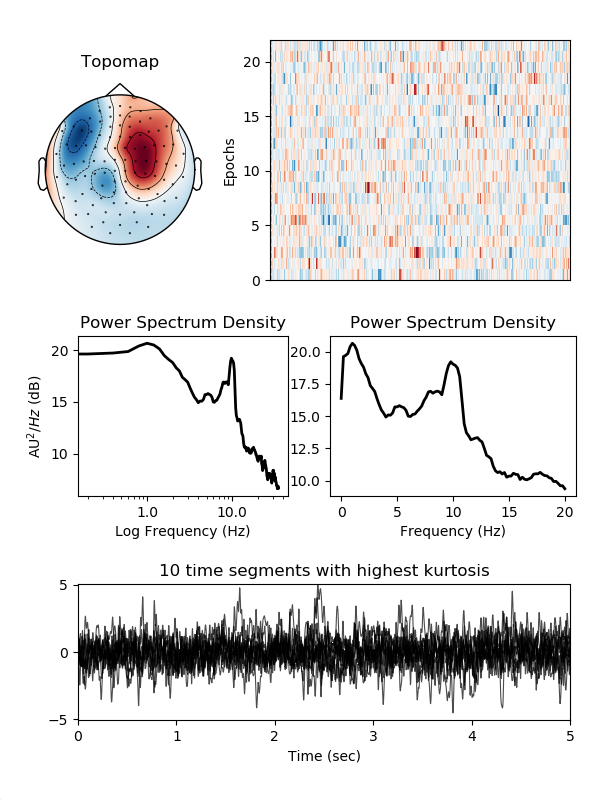 Topomap
Epochs
20
15
10
5
0
Power Spectrum Density
AU²/Hz (dB)
20
15
10
1.0
10.0
Log Frequency (Hz)
Power Spectrum Density
20.0
17.5
15.0
12.5
10.0
0 5 10 15 20
Frequency (Hz)
10 time segments with highest kurtosis
5
0
−5
0 1 2 3 4 5
Time (sec)